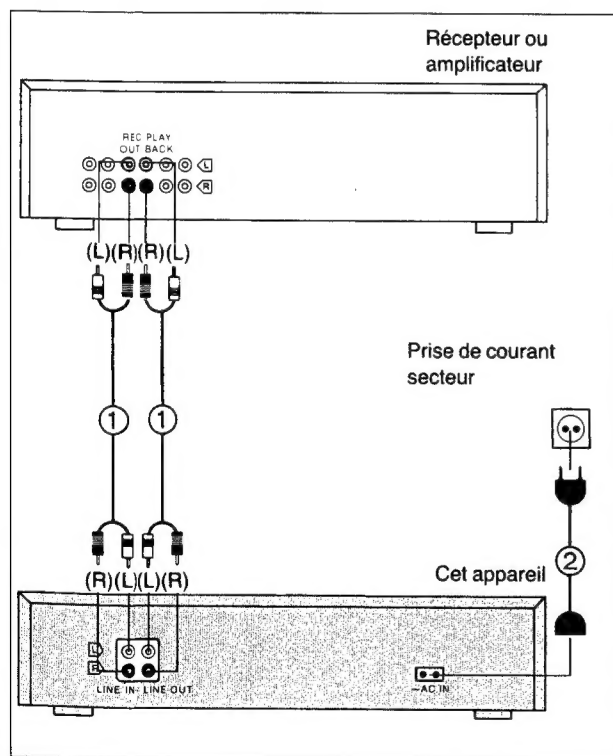 Récepteur ou
amplificateur
REC PLAY
OUT BACK
L
R
(L)(R)(R)(L)
Prise de courant
secteur
1 1
2
(R)(L)(L)(R)
Cet appareil
L
R
LINE IN LINE OUT
~AC IN